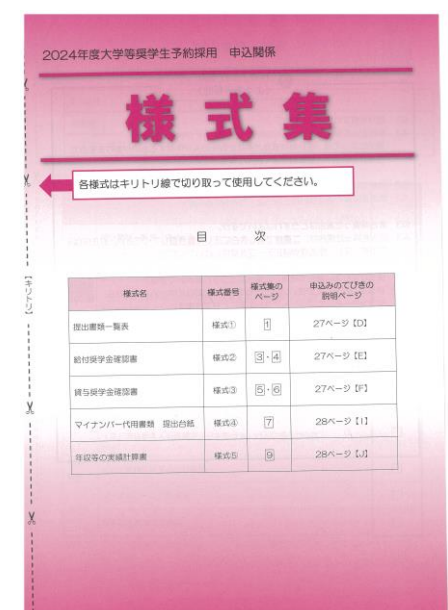 2024年度大学等奨学生予約採用 申込関係
様式集
各様式はキリトリ線で切り取って使用してください。
【キリトリ】
目 次
様式名 様式番号 様式集のページ 申込みのてびきの説明ページ
提出書類一覧表 様式① 1 27ページ【D】
給付奨学金確認書 様式② 3・4 27ページ【E】
貸与奨学金確認書 様式③ 5・6 27ページ【F】
マイナンバー代用書類 提出台紙 様式④ 7 28ページ【I】
年収等の実績計算書 様式⑤ 9 28ページ【J】